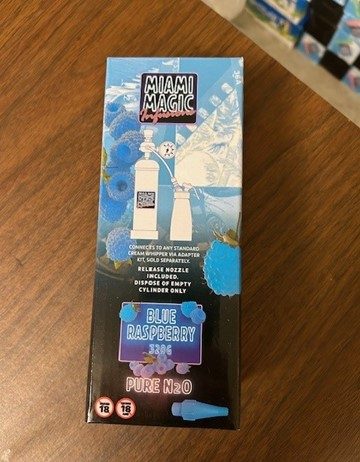 MIAMI
MAGIC
Infusions
CONNECTS TO ANY STANDARD
CREAM WHIPPER VIA ADAPTER
KIT, SOLD SEPARATELY.
RELEASE NOZZLE
INCLUDED.
DISPOSE OF EMPTY
CYLINDER ONLY
BLUE
RASPBERRY
320G
PURE N2O
18 18